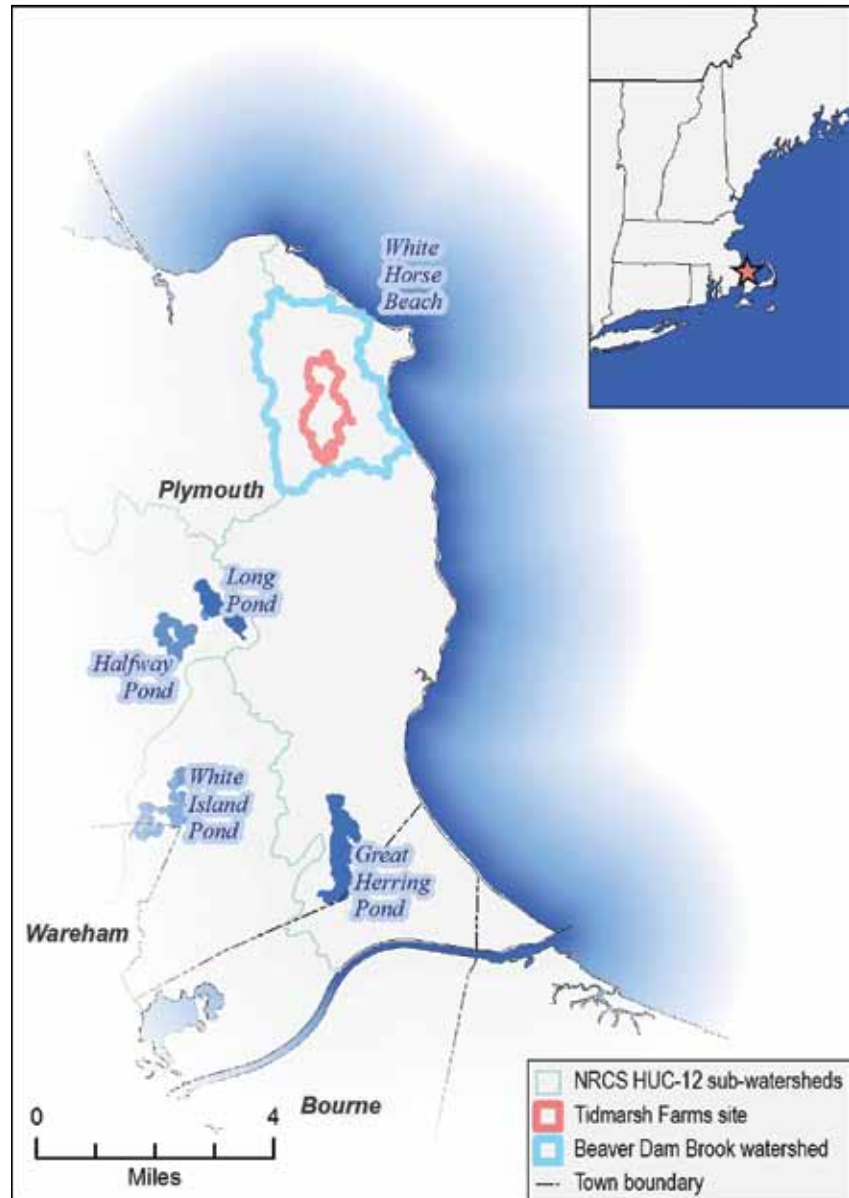 White
Horse
Beach
Plymouth
Long
Pond
Halfway
Pond
White
Island
Pond
Great
Herring
Pond
Wareham
Bourne
0 4
Miles
NRCS HUC-12 sub-watersheds
Tidmarsh Farms site
Beaver Dam Brook watershed
Town boundary